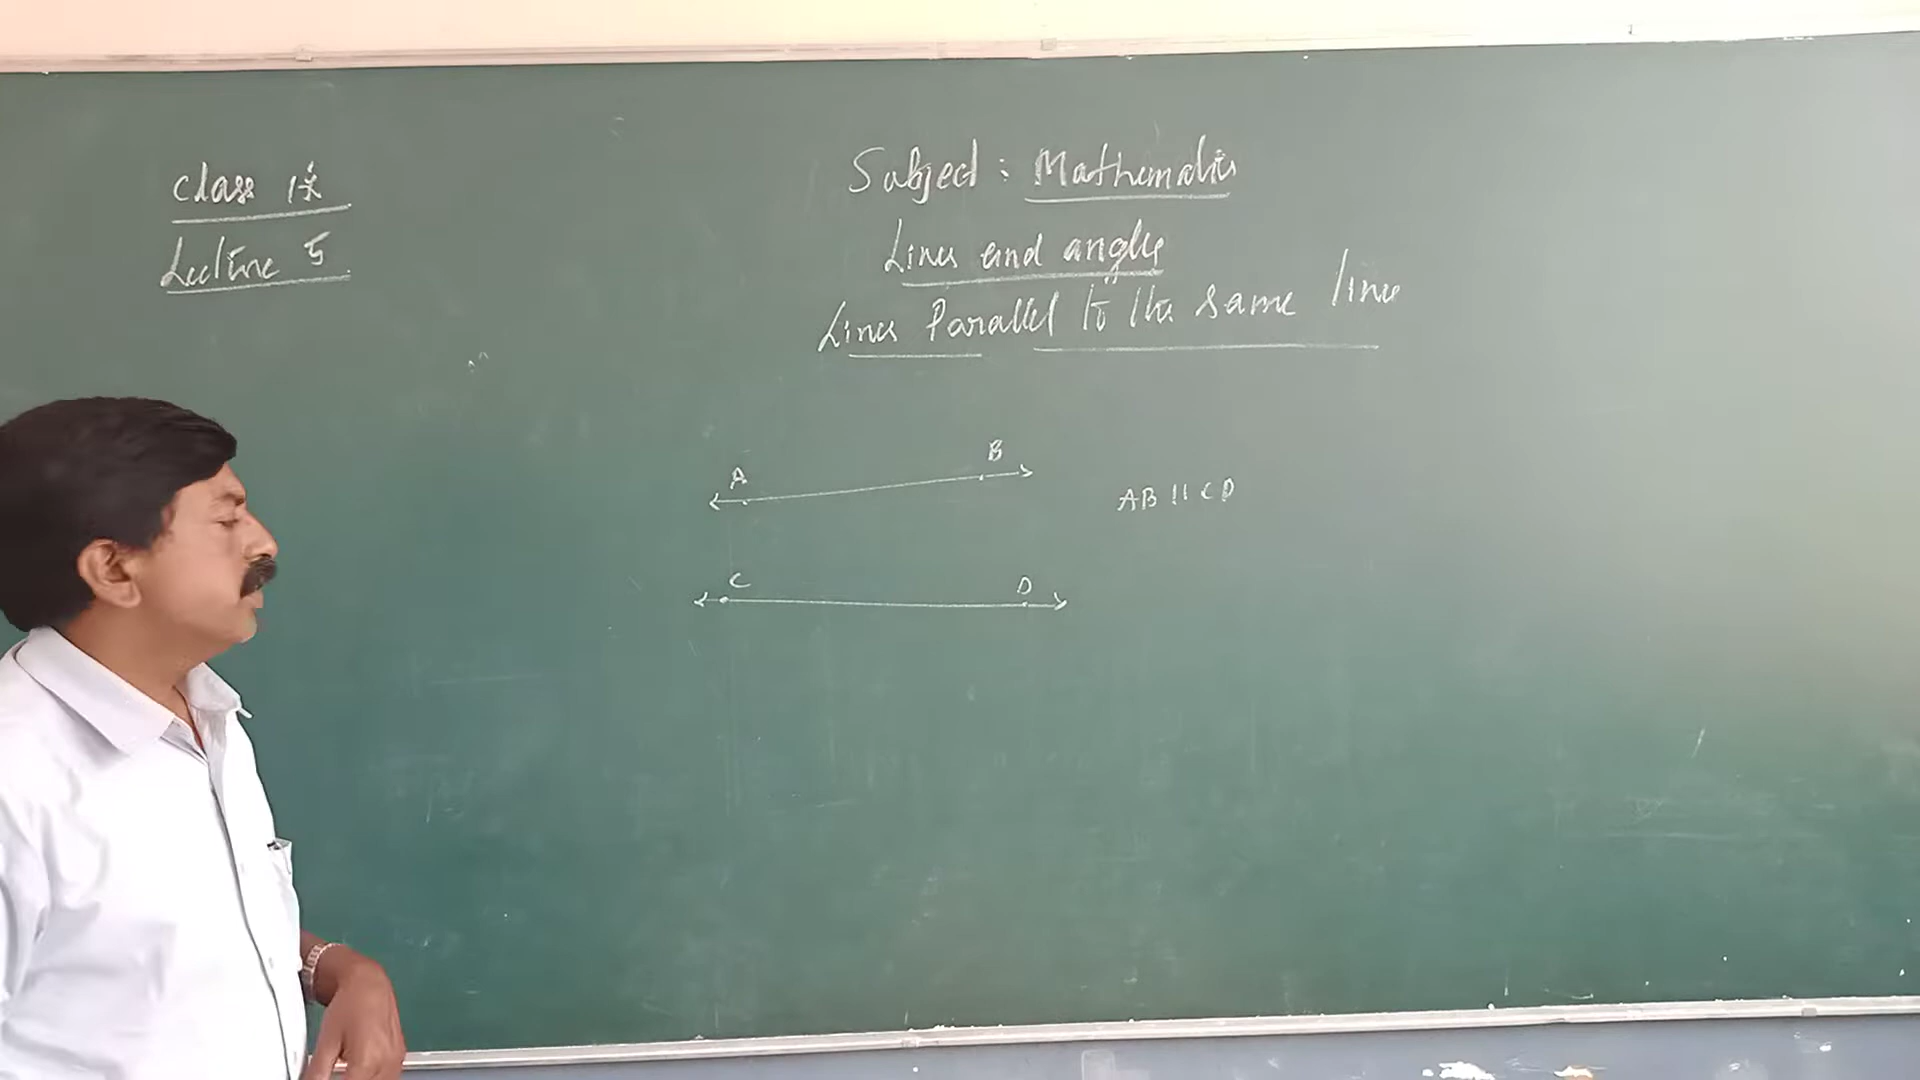 Class IX
Lecture 5
Subject : Mathematics
Lines and angles
Lines Parallel to the same line
A B
AB || CD
C D